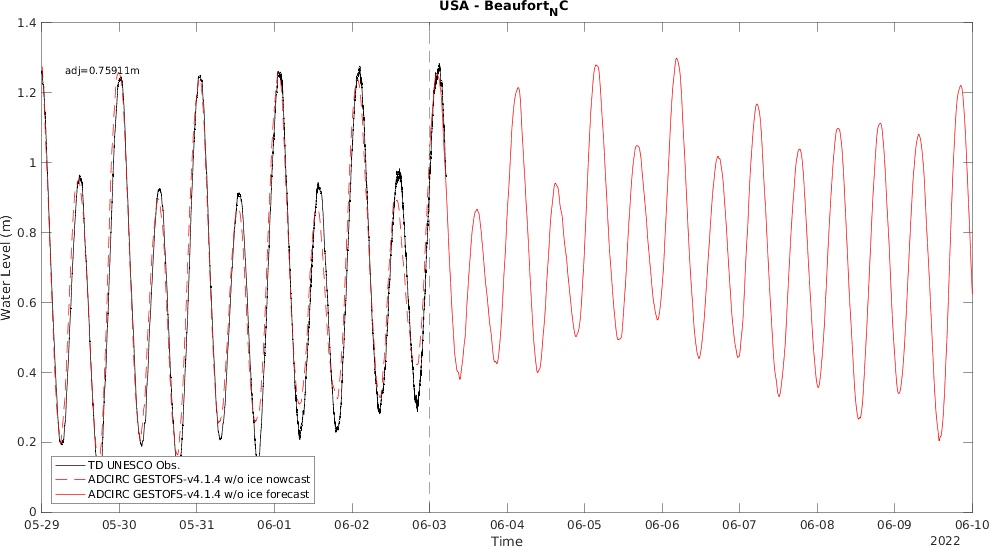 USA - Beaufort_NC
1.4
adj=0.75911m
1.2
1
0.8
Water Level (m)
0.6
0.4
0.2
0
TD UNESCO Obs.
ADCIRC GESTOFS-v4.1.4 w/o ice nowcast
ADCIRC GESTOFS-v4.1.4 w/o ice forecast
05-29 05-30 05-31 06-01 06-02 06-03 06-04 06-05 06-06 06-07 06-08 06-09 06-10
Time
2022